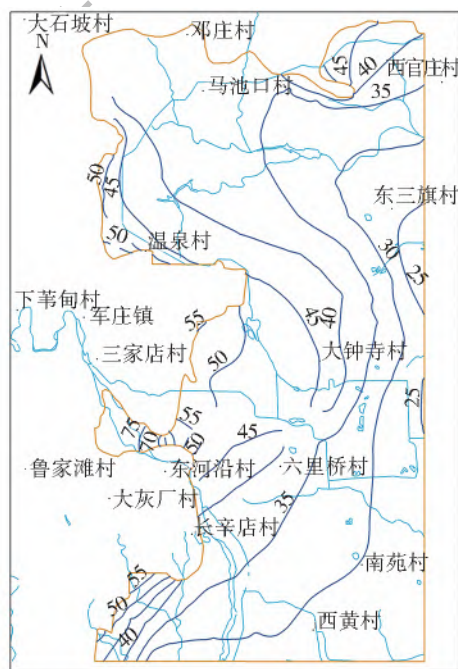 大石坡村
邓庄村
N
45
40
西官庄村
马池口村
35
50
45
东三旗村
50
温泉村
30
25
下苇甸村
军庄镇
55
45
40
三家店村
50
大钟寺村
25
75
70
55
50
45
鲁家滩村
东河沿村
六里桥村
大灰厂村
35
长辛店村
55
南苑村
50
40
西黄村